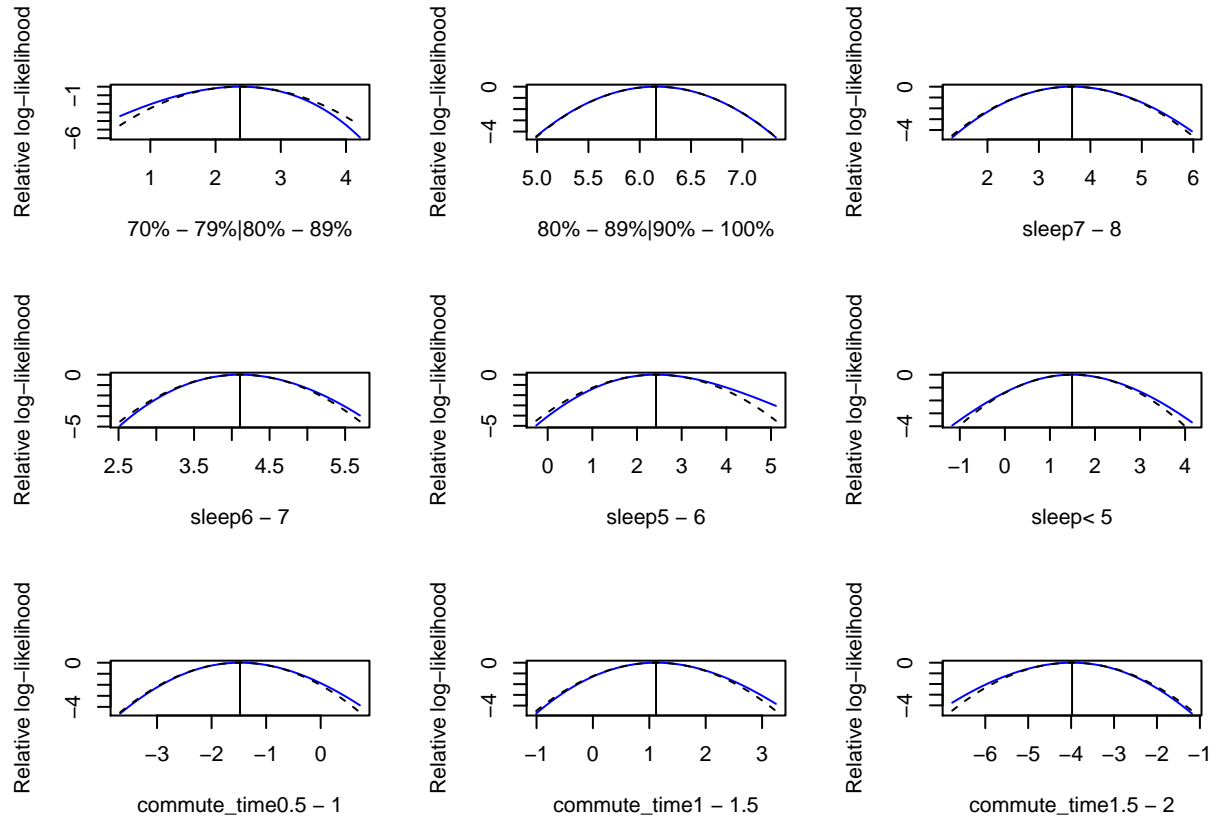 Relative log−likelihood
−1
−6
1 2 3 4
70% − 79%|80% − 89%
Relative log−likelihood
0
−4
5.0 5.5 6.0 6.5 7.0
80% − 89%|90% − 100%
Relative log−likelihood
0
−4
2 3 4 5 6
sleep7 − 8
Relative log−likelihood
0
−5
2.5 3.5 4.5 5.5
sleep6 − 7
Relative log−likelihood
0
−5
0 1 2 3 4 5
sleep5 − 6
Relative log−likelihood
0
−4
−1 0 1 2 3 4
sleep< 5
Relative log−likelihood
0
−4
−3 −2 −1 0
commute_time0.5 − 1
Relative log−likelihood
0
−4
−1 0 1 2 3
commute_time1 − 1.5
Relative log−likelihood
0
−4
−6 −5 −4 −3 −2 −1
commute_time1.5 − 2